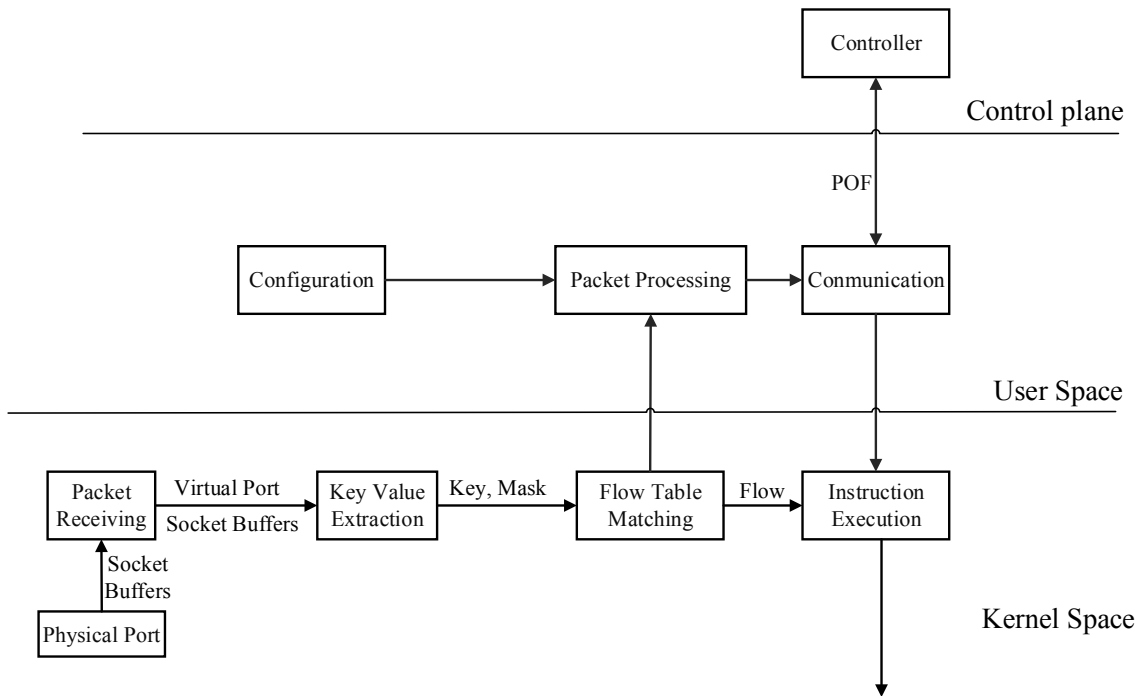 Controller
Control plane
POF
Configuration
Packet Processing
Conmunication
User Space
Packet
Receiving
Virtual Port
Socket Buffers
Key Value
Extraction
Key, Mask
Flow Table
Matching
Flow
Instruction
Execution
Socket
Buffers
Physical Port
Kernel Space